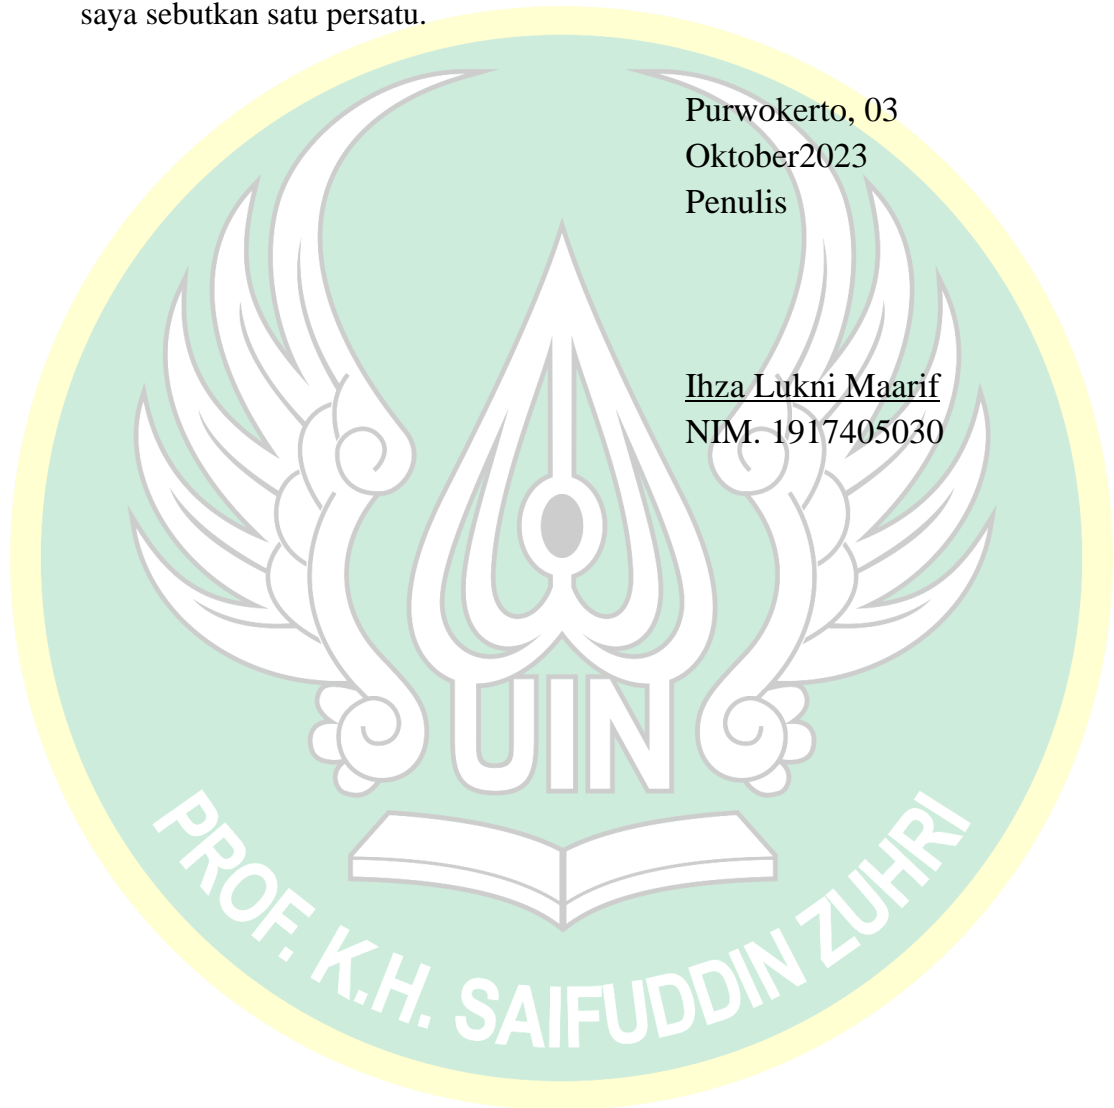 saya sebutkan satu persatu.
Purwokerto, 03
Oktober2023
Penulis
Ihza Lukni Maarif
NIM. 1917405030
UIN
PROF. K.H. SAIFUDDIN ZUHRI